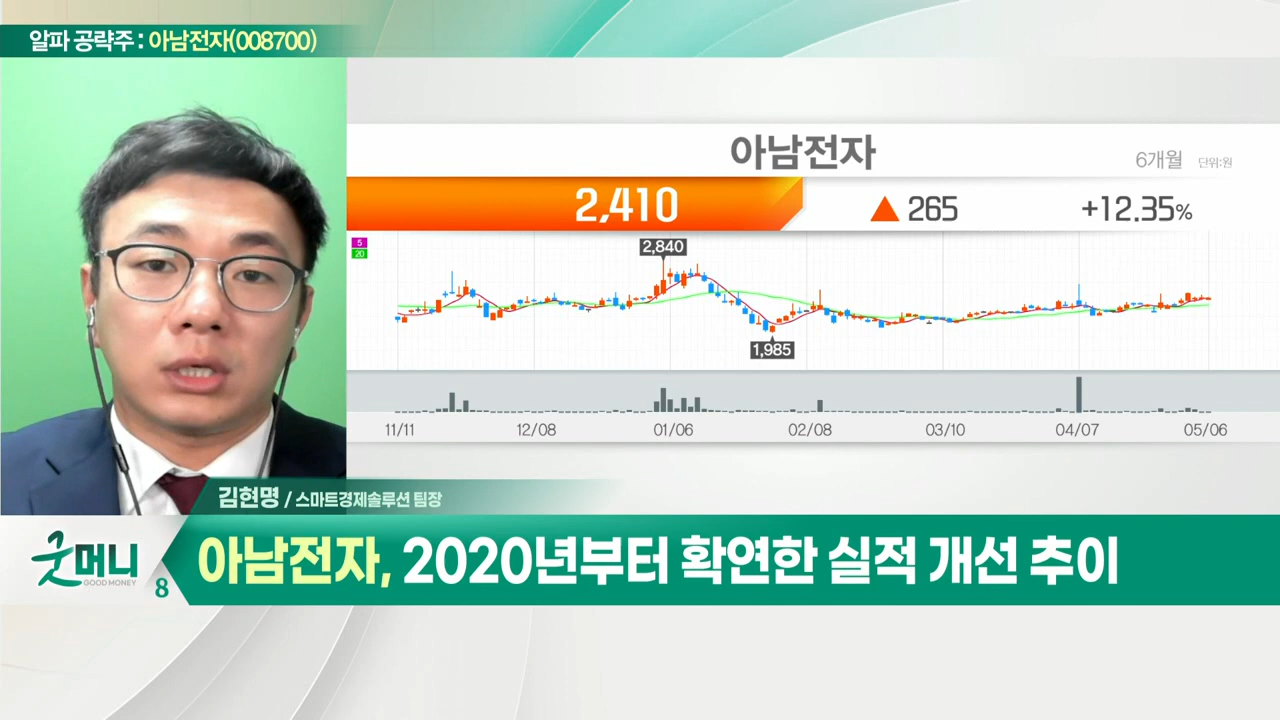 알파 공략주 : 아남전자(008700)
아남전자
6개월 단위:원
2,410 ▲ 265 +12.35%
5
20
2,840
1,985
11/11 12/08 01/06 02/08 03/10 04/07 05/06
김현명 / 스마트경제솔루션 팀장
굿머니
GOOD MONEY
8
아남전자, 2020년부터 확연한 실적 개선 추이